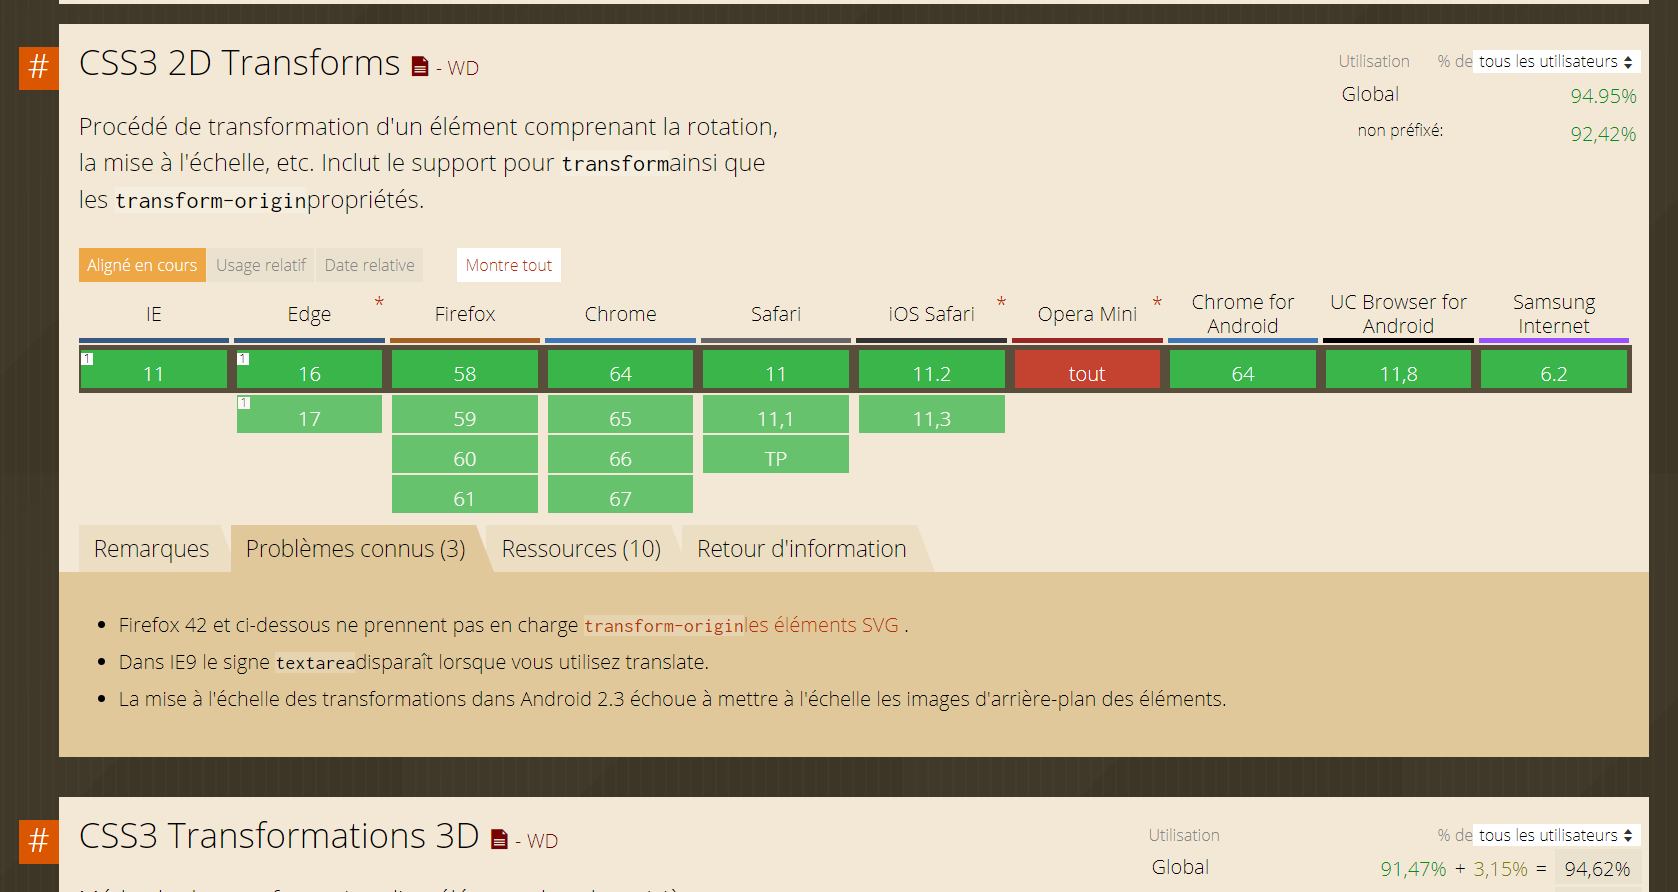 # CSS3 2D Transforms - WD
Utilisation % de tous les utilisateurs
Global 94.95%
non préfixé: 92,42%
Procédé de transformation d'un élément comprenant la rotation,
la mise à l'échelle, etc. Inclut le support pour transformainsi que
les transform-originpropriétés.
Aligné en cours Usage relatif Date relative Montre tout
IE Edge * Firefox Chrome Safari iOS Safari * Opera Mini * Chrome for Android UC Browser for Android Samsung Internet
1 11 1 16 58 64 11 11.2 tout 64 11,8 6.2
1 17 59 65 11,1 11,3
60 66 TP
61 67
Remarques Problèmes connus (3) Ressources (10) Retour d'information
• Firefox 42 et ci-dessous ne prennent pas en charge transform-originles éléments SVG .
• Dans IE9 le signe textareadisparaît lorsque vous utilisez translate.
• La mise à l'échelle des transformations dans Android 2.3 échoue à mettre à l'échelle les images d'arrière-plan des éléments.
# CSS3 Transformations 3D - WD
Utilisation % de tous les utilisateurs
Global 91,47% + 3,15% = 94,62%